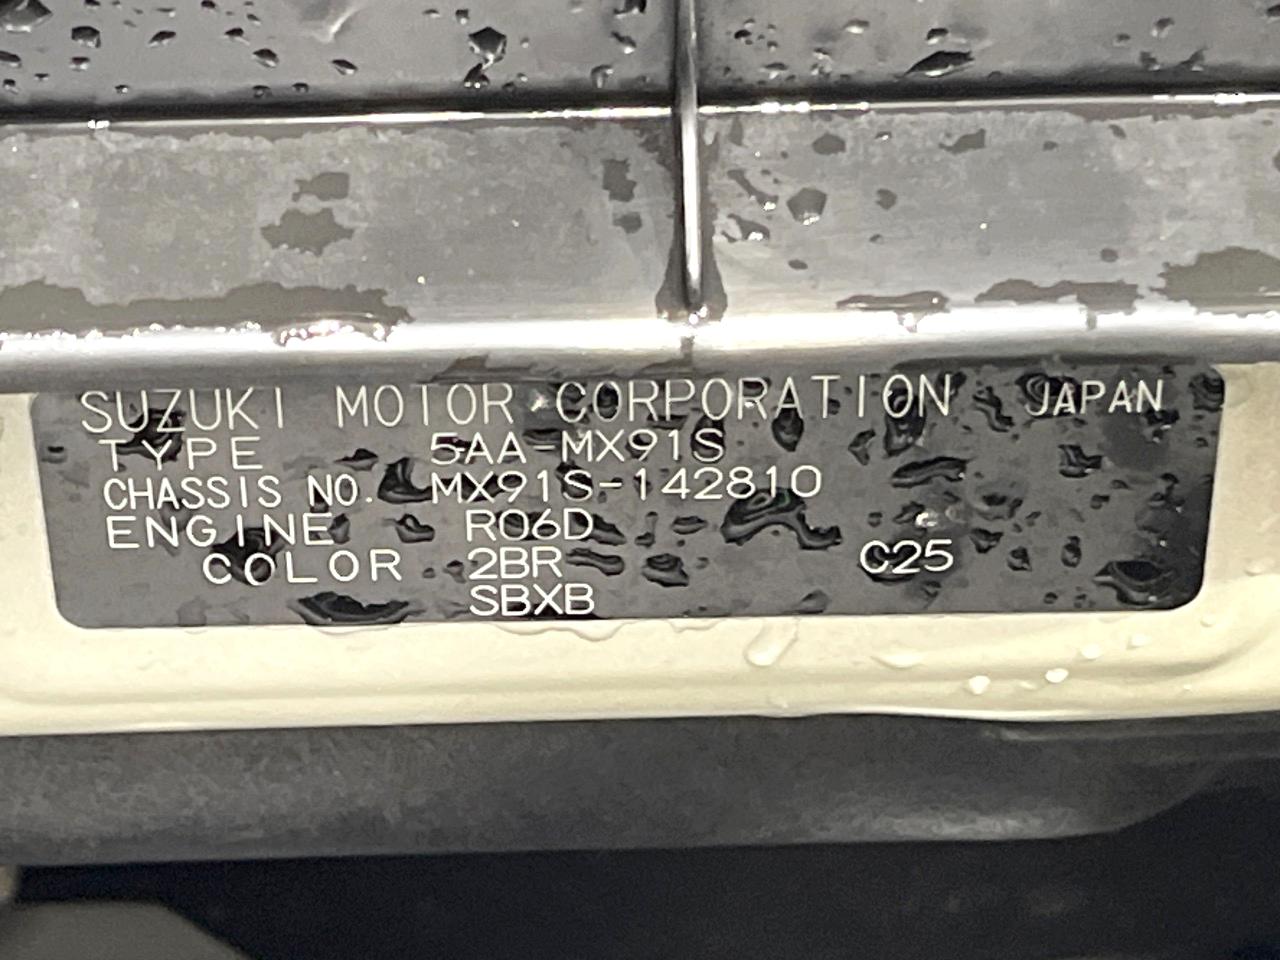 SUZUKI MOTOR CORPORATION JAPAN
TYPE 5AA-MX91S
CHASSIS NO. MX91S-142810
ENGINE R06D
COLOR 2BR C25
SBXB